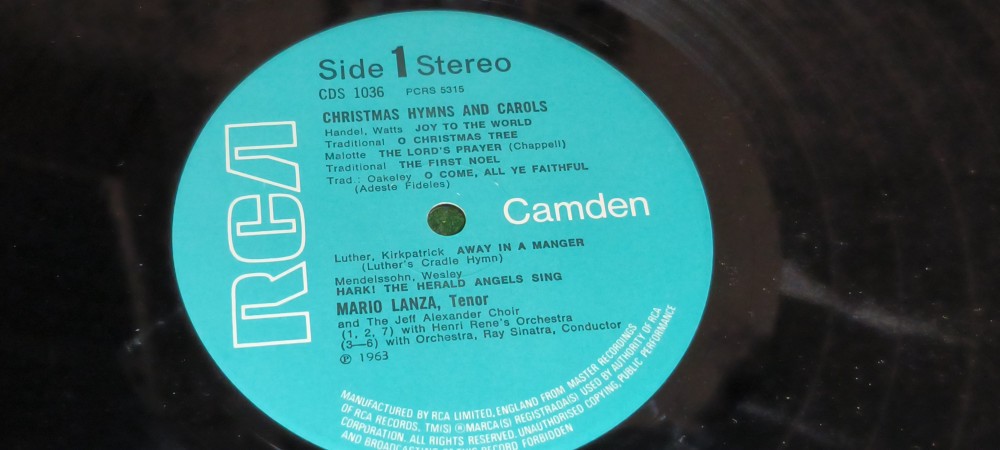 RCA
Side 1 Stereo
CDS 1036 PCRS 5315
CHRISTMAS HYMNS AND CAROLS
Handel, Watts JOY TO THE WORLD
Traditional O CHRISTMAS TREE
Malotte THE LORD'S PRAYER (Chappell)
Traditional THE FIRST NOEL
Trad.: Oakeley O COME, ALL YE FAITHFUL
(Adeste Fideles)
Camden
Luther, Kirkpatrick AWAY IN A MANGER
(Luther's Cradle Hymn)
Mendelssohn, Wesley
HARK! THE HERALD ANGELS SING
MARIO LANZA, Tenor
and The Jeff Alexander Choir
(1, 2, 7) with Henri Rene's Orchestra
(3—6) with Orchestra, Ray Sinatra, Conductor
℗ 1963
MANUFACTURED BY RCA LIMITED, ENGLAND FROM MASTER RECORDINGS
OF RCA RECORDS. TM(S) ® MARCA(S) REGISTRADA(S) USED BY AUTHORITY OF RCA
CORPORATION. ALL RIGHTS RESERVED. UNAUTHORISED COPYING, PUBLIC PERFORMANCE
AND BROADCASTING OF THIS RECORD FORBIDDEN